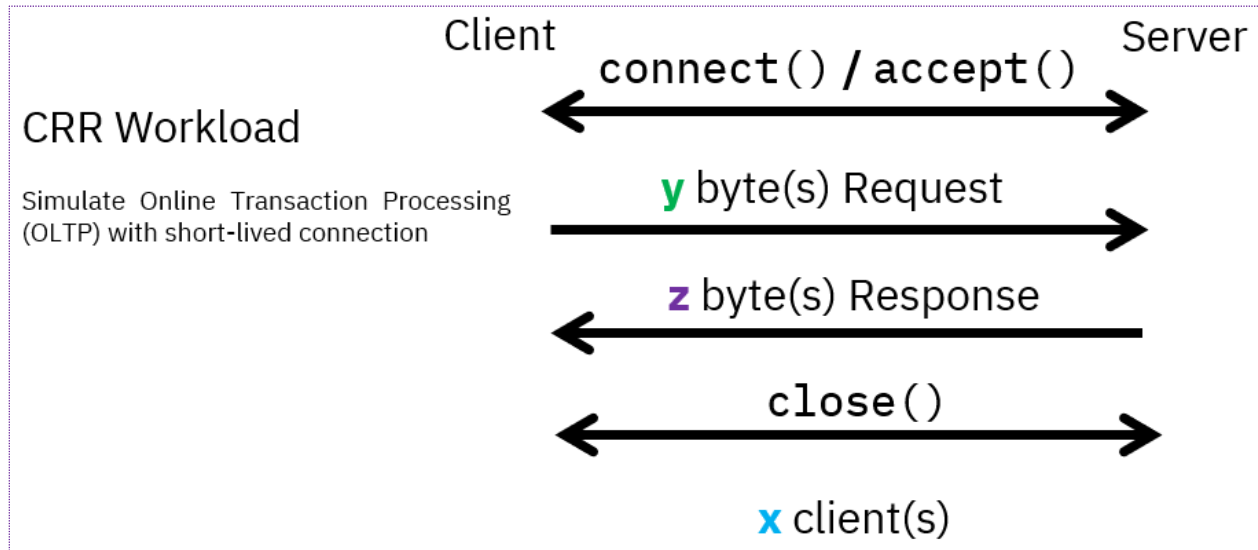 Client
Server
connect() / accept()
CRR Workload
y byte(s) Request
Simulate Online Transaction Processing
(OLTP) with short-lived connection
z byte(s) Response
close()
x client(s)